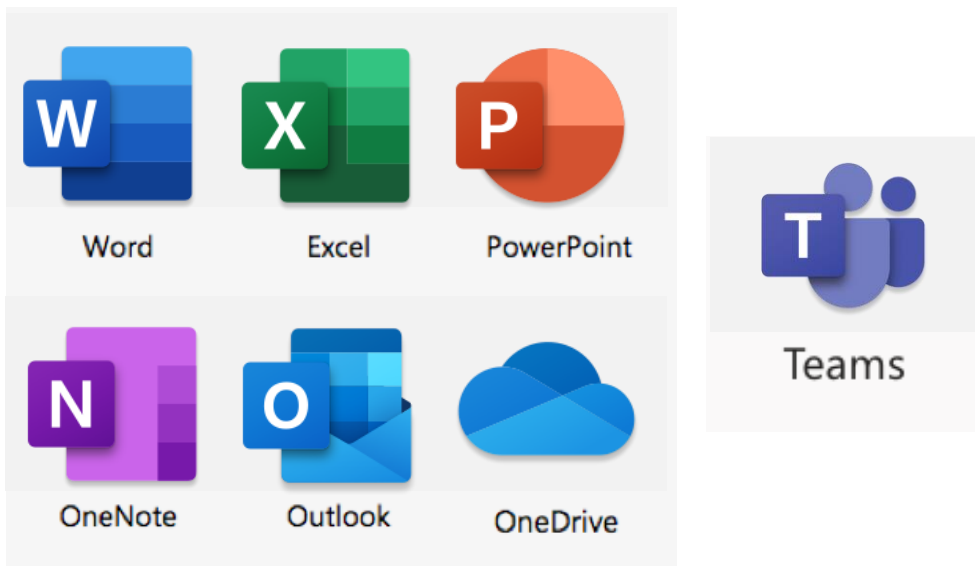 W X P
Word Excel PowerPoint
N O
OneNote Outlook OneDrive
T
Teams